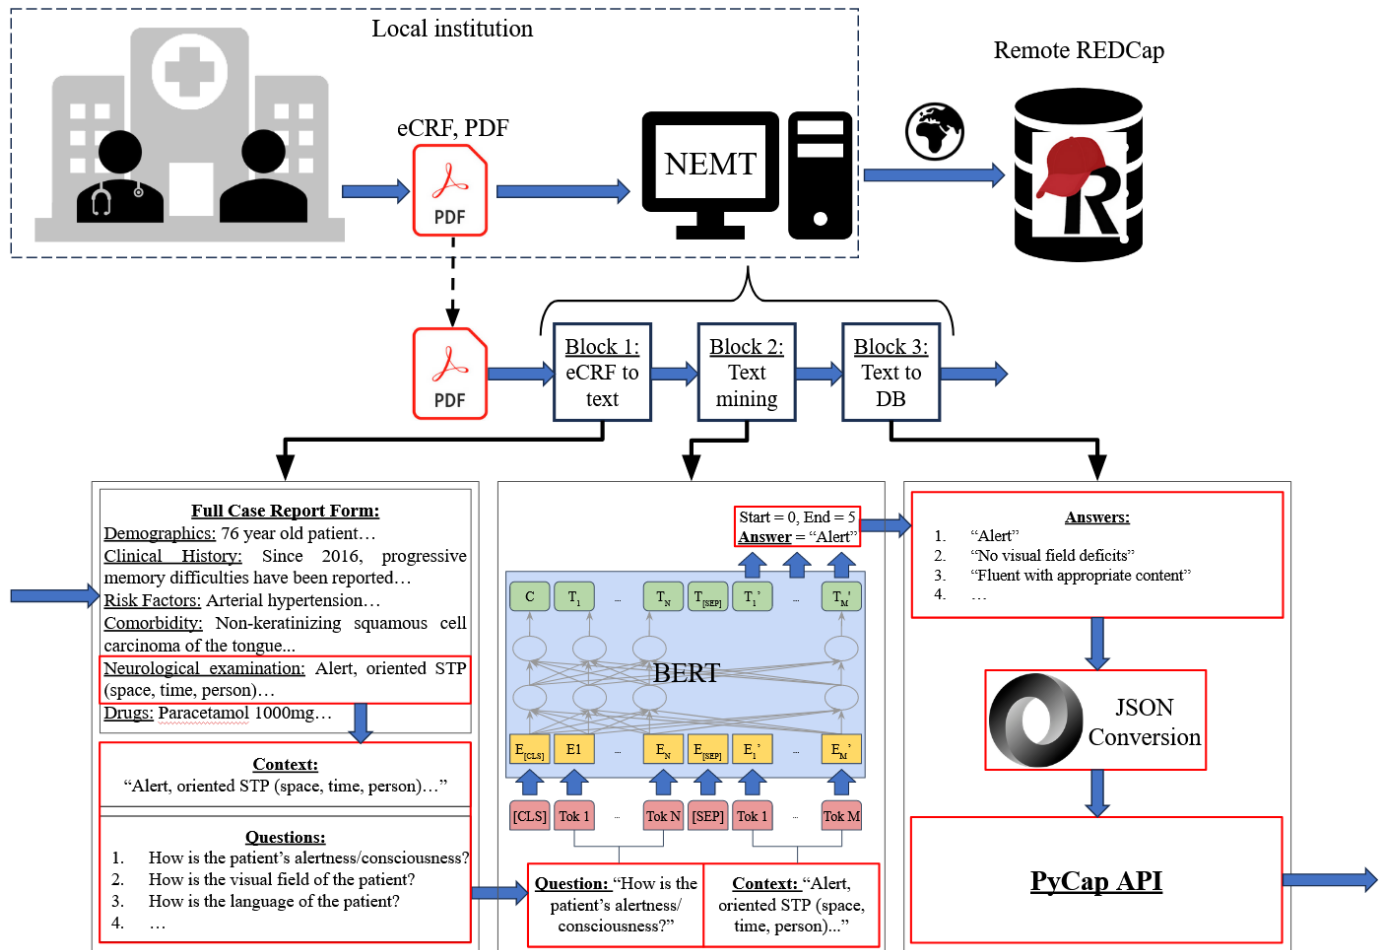 Local institution
Remote REDCap
eCRF, PDF
PDF
NEMT
R
PDF
Block 1:
eCRF to
text
Block 2:
Text
mining
Block 3:
Text to
DB
Full Case Report Form:
Demographics: 76 year old patient…
Clinical History: Since 2016, progressive
memory difficulties have been reported…
Risk Factors: Arterial hypertension…
Comorbidity: Non-keratinizing squamous cell
carcinoma of the tongue...
Neurological examination: Alert, oriented STP
(space, time, person)…
Drugs: Paracetamol 1000mg…
Context:
“Alert, oriented STP (space, time, person)…”
Questions:
1. How is the patient’s alertness/consciousness?
2. How is the visual field of the patient?
3. How is the language of the patient?
4. …
Start = 0, End = 5
Answer = “Alert”
C T1 ... TN T[SEP] T1’ ... TM’
BERT
E[CLS] E1 ... EN E[SEP] E1’ ... EM’
[CLS] Tok 1 ... Tok N [SEP] Tok 1 ... Tok M
Question: “How is the
patient’s alertness/
consciousness?”
Context: “Alert,
oriented STP (space,
time, person)...”
Answers:
1. “Alert”
2. “No visual field deficits”
3. “Fluent with appropriate content”
4. …
JSON
Conversion
PyCap API